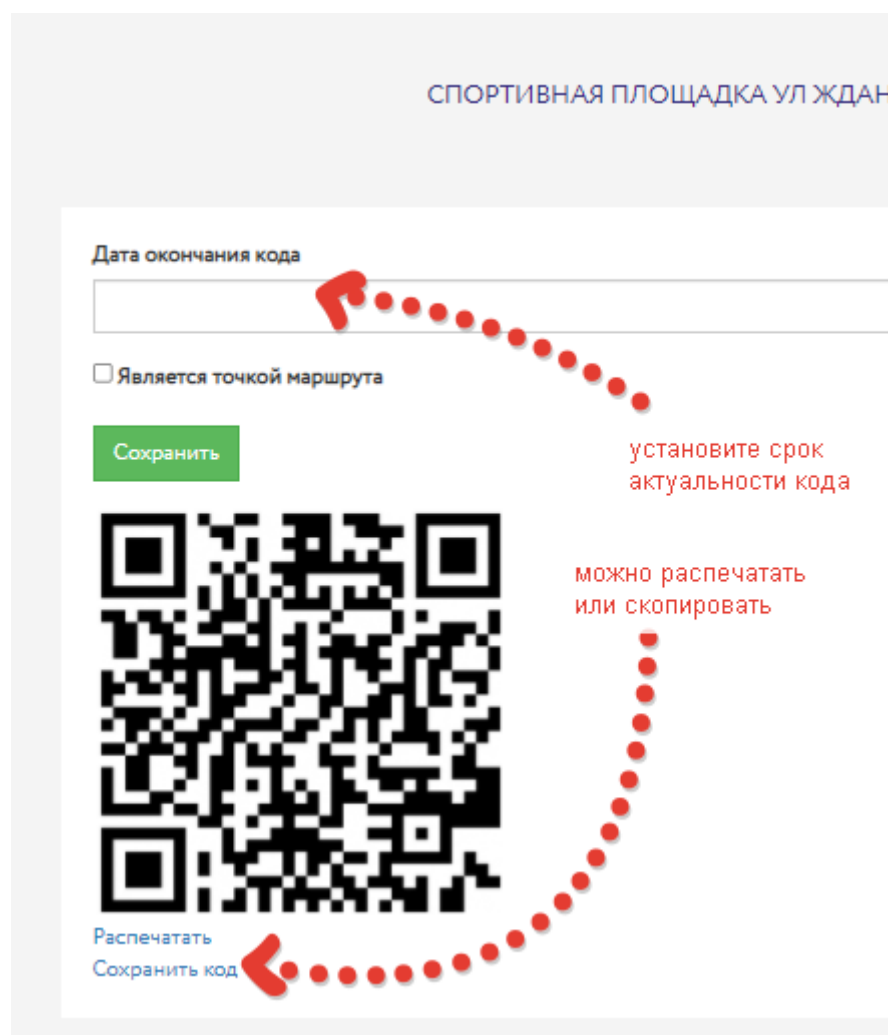 СПОРТИВНАЯ ПЛОЩАДКА УЛ
Дата окончания кода
Является точкой маршрута
Сохранить
установите срок
актуальности кода
можно распечатать
или скопировать
Распечатать
Сохранить код